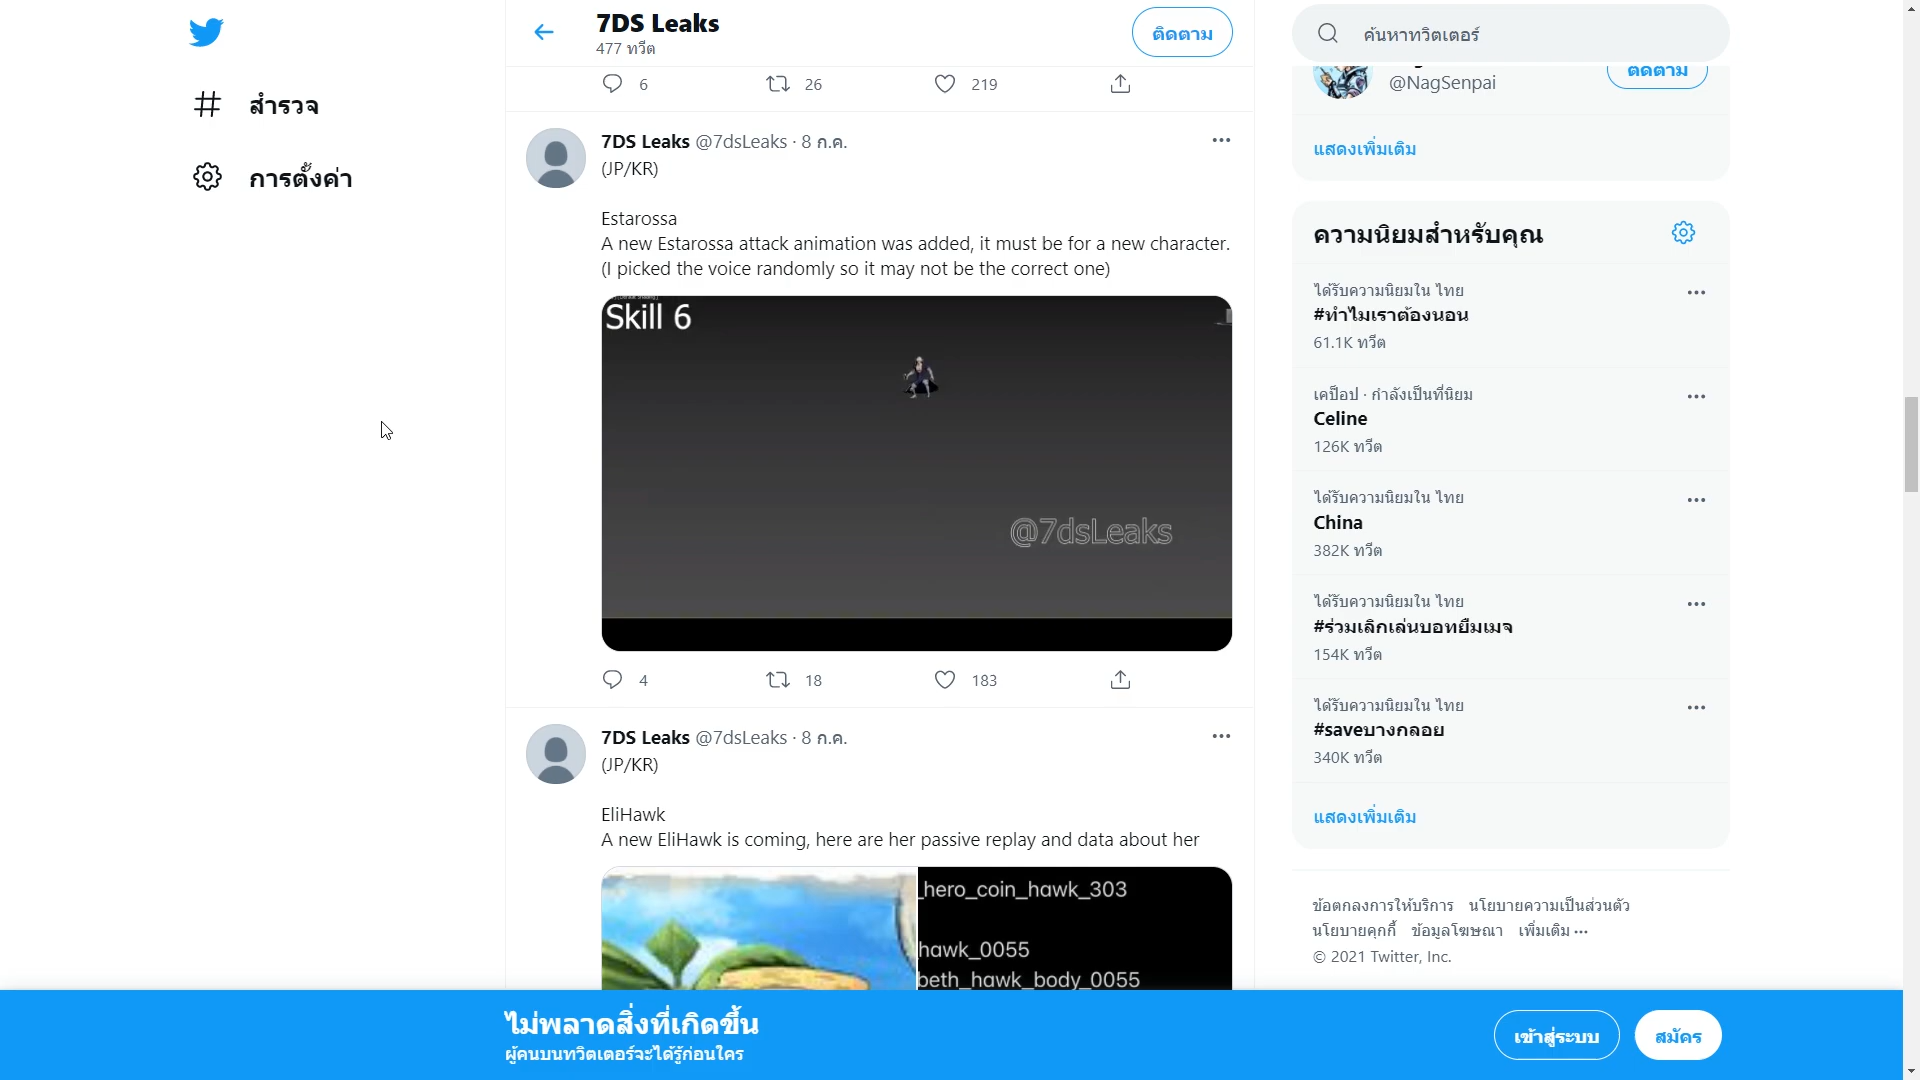 7DS Leaks
477 ทวีต
ติดตาม
6 26 219
สำรวจ
การตั้งค่า
7DS Leaks @7dsLeaks · 8 ก.ค.
(JP/KR)
Estarossa
A new Estarossa attack animation was added, it must be for a new character.
(I picked the voice randomly so it may not be the correct one)
Skill 6
@7dsLeaks
4 18 183
7DS Leaks @7dsLeaks · 8 ก.ค.
(JP/KR)
EliHawk
A new EliHawk is coming, here are her passive replay and data about her
_hero_coin_hawk_303
hawk_0055
beth_hawk_body_0055
ค้นหาทวิตเตอร์
@NagSenpai
ติดตาม
แสดงเพิ่มเติม
ความนิยมสำหรับคุณ
ได้รับความนิยมใน ไทย
#ทำไมเราต้องนอน
61.1K ทวีต
เคป็อป · กำลังเป็นที่นิยม
Celine
126K ทวีต
ได้รับความนิยมใน ไทย
China
382K ทวีต
ได้รับความนิยมใน ไทย
#ร่วมเลิกเล่นบอทยืมเมจ
154K ทวีต
ได้รับความนิยมใน ไทย
#saveบางกลอย
340K ทวีต
แสดงเพิ่มเติม
ข้อตกลงการให้บริการ นโยบายความเป็นส่วนตัว
นโยบายคุกกี้ ข้อมูลโฆษณา เพิ่มเติม ···
© 2021 Twitter, Inc.
ไม่พลาดสิ่งที่เกิดขึ้น
ผู้คนบนทวิตเตอร์จะได้รู้ก่อนใคร
เข้าสู่ระบบ
สมัคร